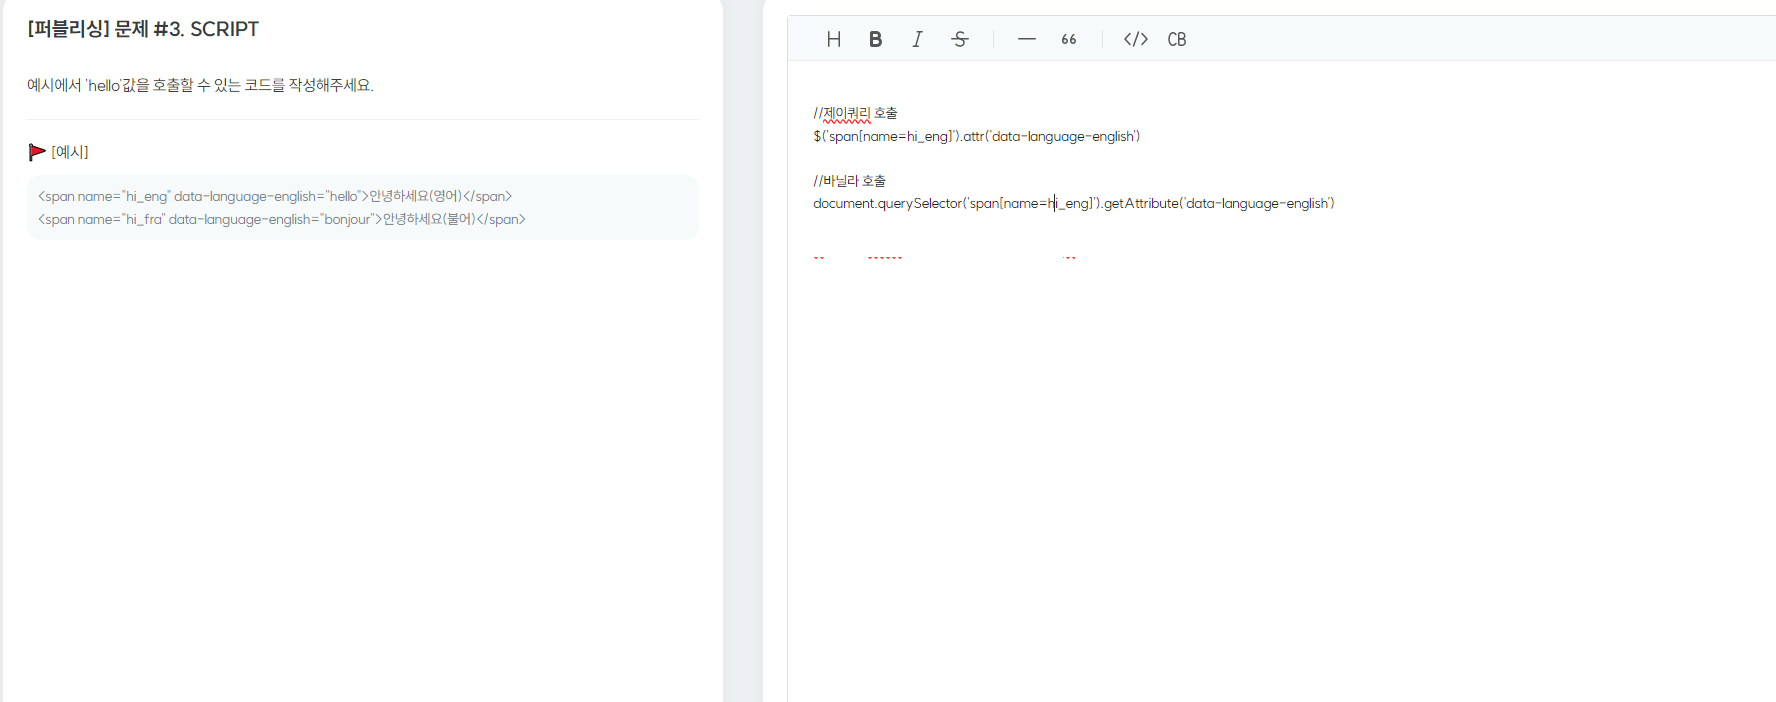 [퍼블리싱] 문제 #3. SCRIPT
예시에서 'hello'값을 호출할 수 있는 코드를 작성해주세요.
[예시]
<span name="hi_eng" data-language-english="hello">안녕하세요(영어)</span>
<span name="hi_fra" data-language-english="bonjour">안녕하세요(불어)</span>
H B I S — 66 </> CB
//제이쿼리 호출
$('span[name=hi_eng]').attr('data-language-english')
//바닐라 호출
document.querySelector('span[name=hi_eng]').getAttribute('data-language-english')